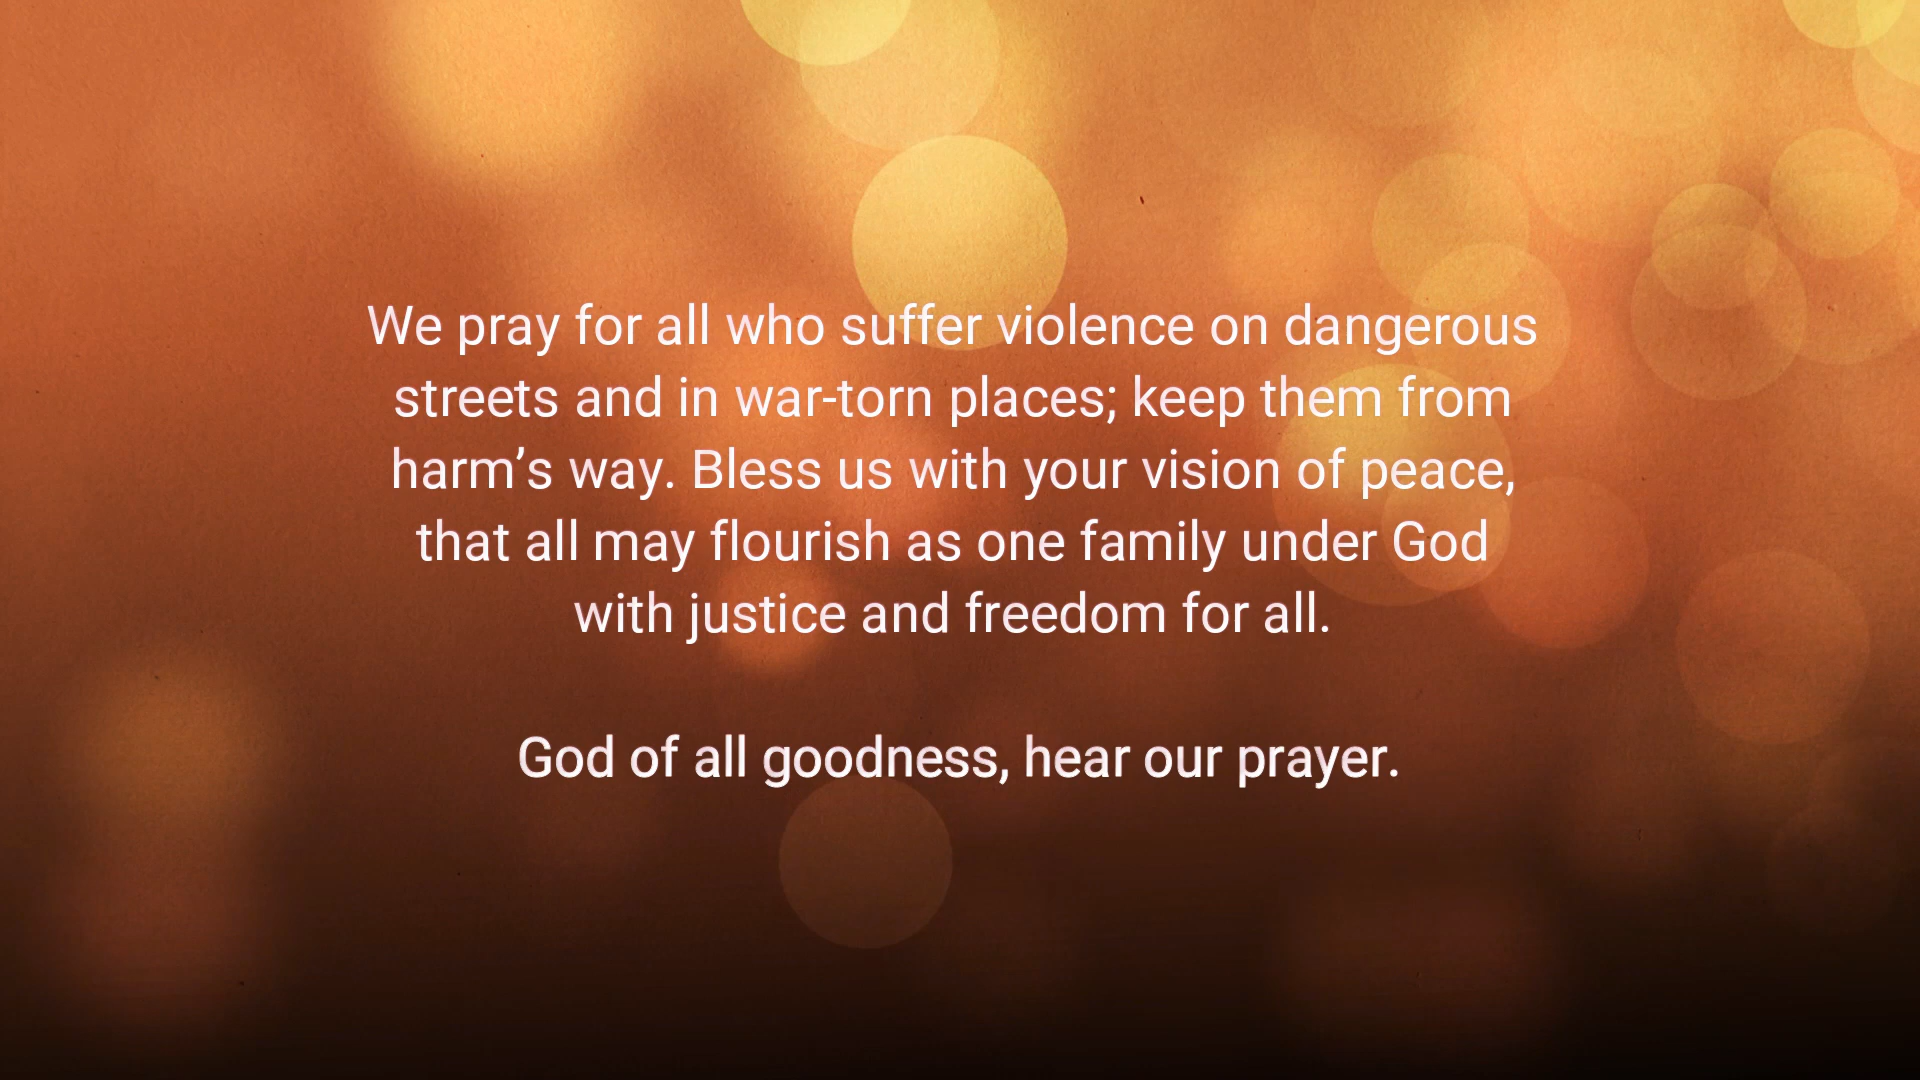 We pray for all who suffer violence on dangerous
streets and in war-torn places; keep them from
harm’s way. Bless us with your vision of peace,
that all may flourish as one family under God
with justice and freedom for all.
God of all goodness, hear our prayer.